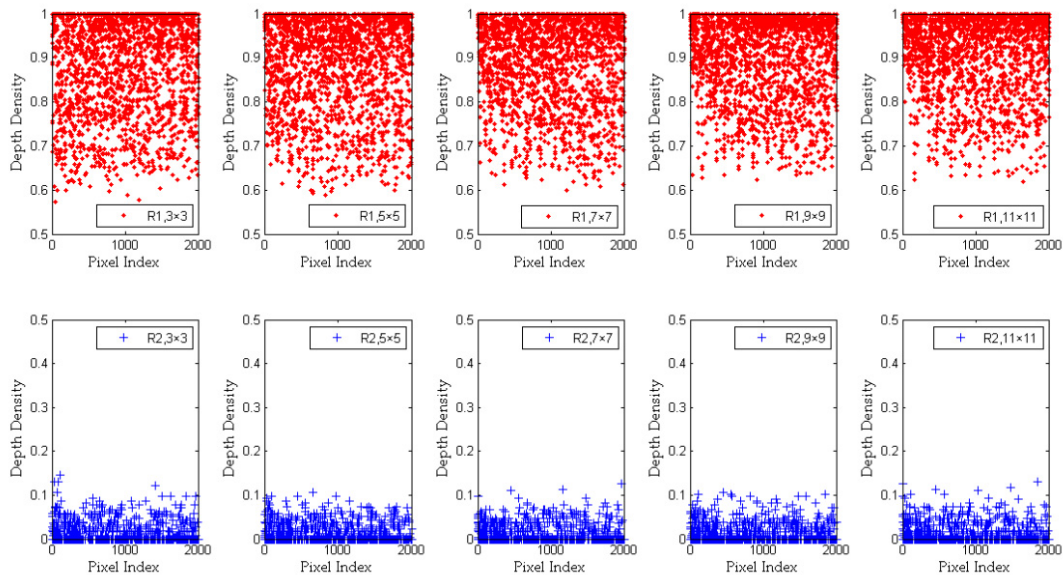 1
0.9
0.8
0.7
0.6
0.5
Depth Density
R1,3×3
0 1000 2000
Pixel Index
1
0.9
0.8
0.7
0.6
0.5
Depth Density
R1,5×5
0 1000 2000
Pixel Index
1
0.9
0.8
0.7
0.6
0.5
Depth Density
R1,7×7
0 1000 2000
Pixel Index
1
0.9
0.8
0.7
0.6
0.5
Depth Density
R1,9×9
0 1000 2000
Pixel Index
1
0.9
0.8
0.7
0.6
0.5
Depth Density
R1,11×11
0 1000 2000
Pixel Index
0.5
0.4
0.3
0.2
0.1
0
Depth Density
R2,3×3
0 1000 2000
Pixel Index
0.5
0.4
0.3
0.2
0.1
0
Depth Density
R2,5×5
0 1000 2000
Pixel Index
0.5
0.4
0.3
0.2
0.1
0
Depth Density
R2,7×7
0 1000 2000
Pixel Index
0.5
0.4
0.3
0.2
0.1
0
Depth Density
R2,9×9
0 1000 2000
Pixel Index
0.5
0.4
0.3
0.2
0.1
0
Depth Density
R2,11×11
0 1000 2000
Pixel Index